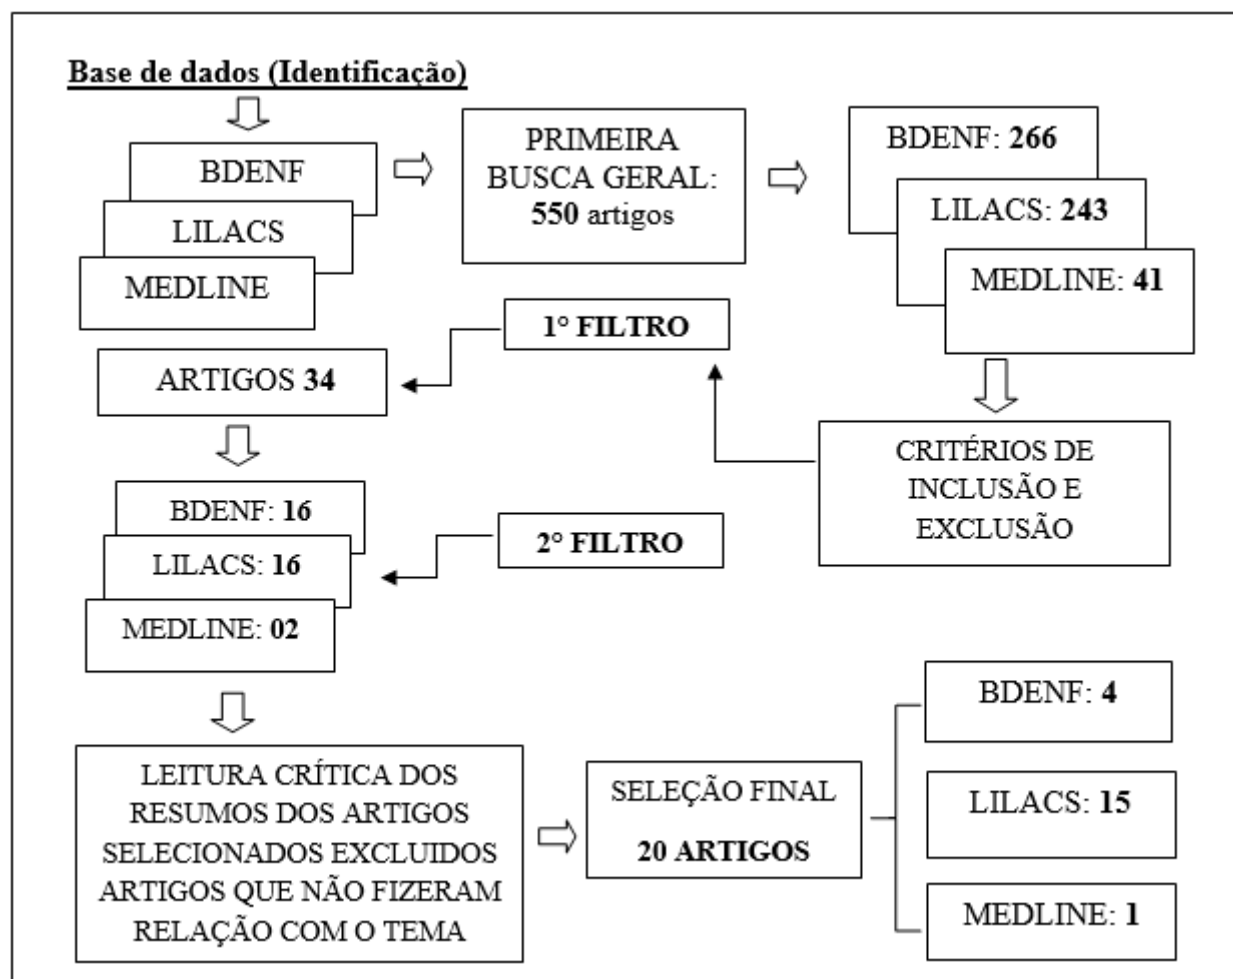 Base de dados (Identificação)
BDENF
LILACS
MEDLINE
PRIMEIRA
BUSCA GERAL:
550 artigos
BDENF: 266
LILACS: 243
MEDLINE: 41
CRITÉRIOS DE
INCLUSÃO E
EXCLUSÃO
1° FILTRO
ARTIGOS 34
BDENF: 16
LILACS: 16
MEDLINE: 02
2° FILTRO
LEITURA CRÍTICA DOS
RESUMOS DOS ARTIGOS
SELECIONADOS EXCLUIDOS
ARTIGOS QUE NÃO FIZERAM
RELAÇÃO COM O TEMA
SELEÇÃO FINAL
20 ARTIGOS
BDENF: 4
LILACS: 15
MEDLINE: 1